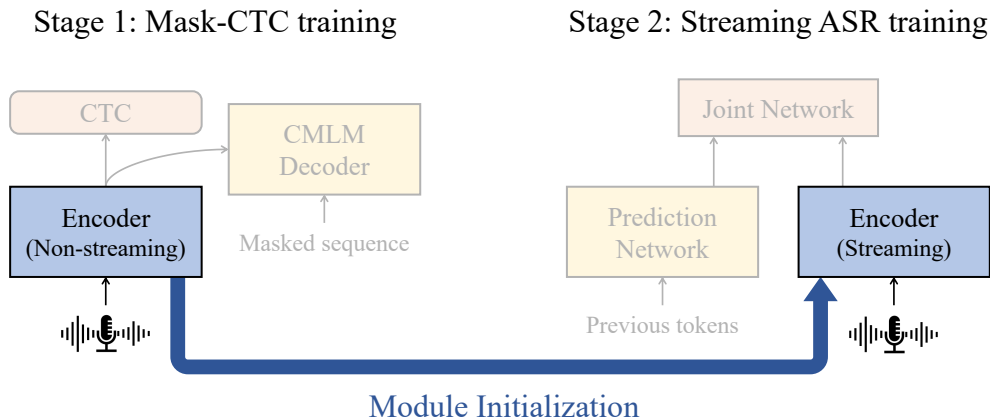 Stage 1: Mask-CTC training
CTC
CMLM
Decoder
Encoder
(Non-streaming)
Masked sequence
Stage 2: Streaming ASR training
Joint Network
Prediction
Network
Encoder
(Streaming)
Previous tokens
Module Initialization